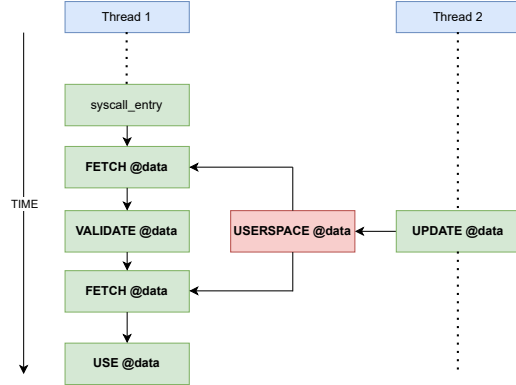 Thread 1
Thread 2
syscall_entry
FETCH @data
TIME
VALIDATE @data
USERSPACE @data
UPDATE @data
FETCH @data
USE @data